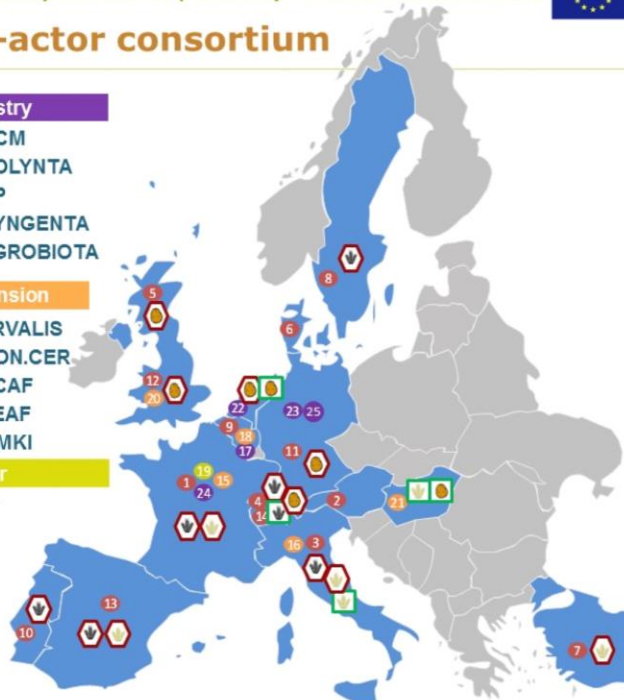 -actor consortium
stry
CM
OLYNTA
P
YNGENTA
GROBIOTA
nsion
RVALIS
ON.CER
CAF
EAF
MKI
r
5
8
6
12
20
22
23
25
9
18
17
11
19
1
15
24
4
14
2
21
16
3
13
10
7